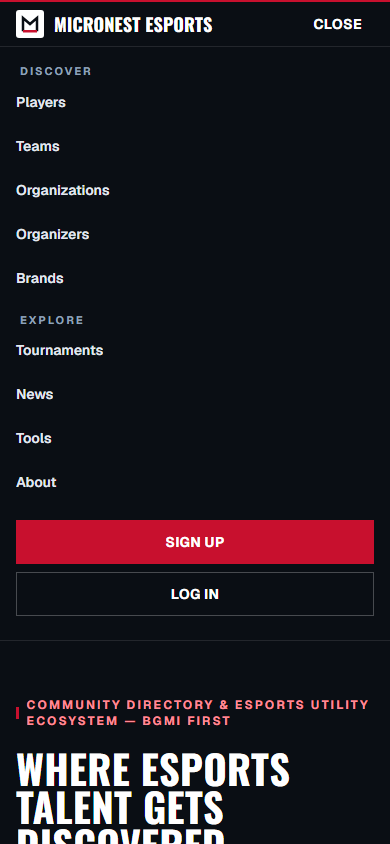 MICRONEST ESPORTS
CLOSE
DISCOVER
Players
Teams
Organizations
Organizers
Brands
EXPLORE
Tournaments
News
Tools
About
SIGN UP
LOG IN
COMMUNITY DIRECTORY & ESPORTS UTILITY
ECOSYSTEM — BGMI FIRST
WHERE ESPORTS
TALENT GETS
DISCOVERED